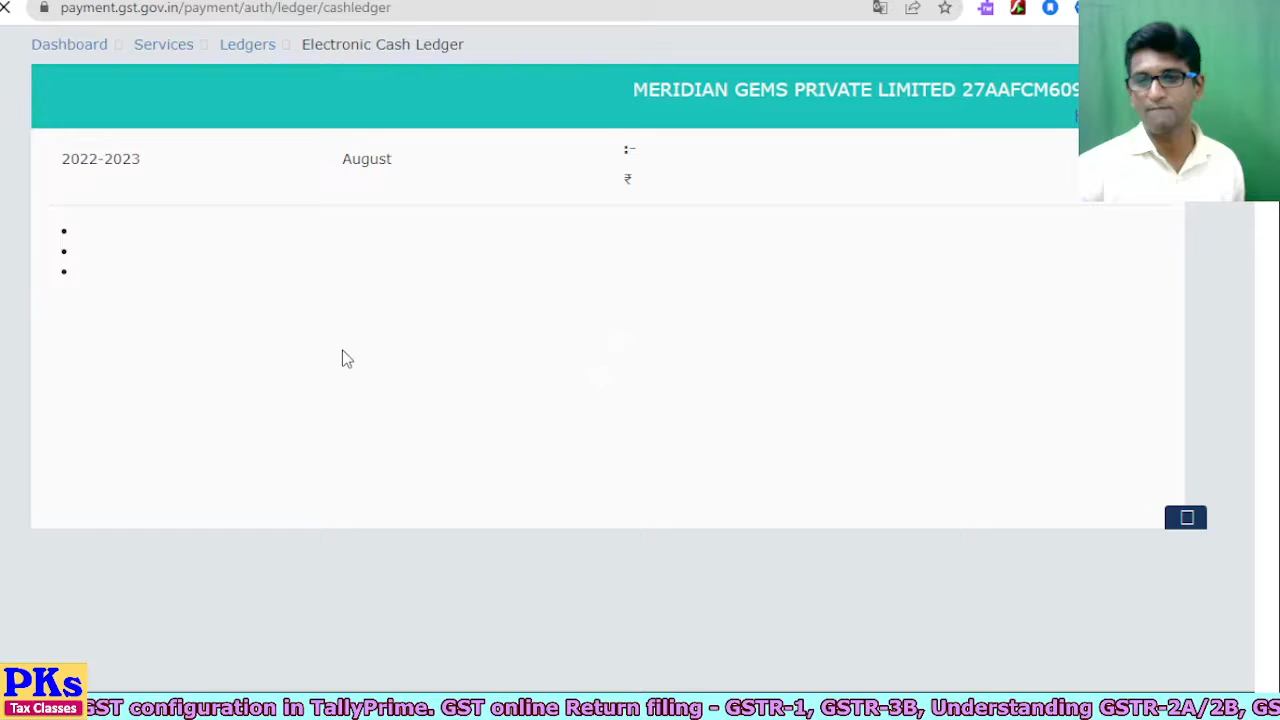 payment.gst.gov.in/payment/auth/ledger/cashledger
Dashboard Services Ledgers Electronic Cash Ledger
MERIDIAN GEMS PRIVATE LIMITED 27AAFCM609
2022-2023 August :-
₹
PKs
Tax Classes
GST configuration in TallyPrime. GST online Return filing - GSTR-1, GSTR-3B, Understanding GSTR-2A/2B, GS